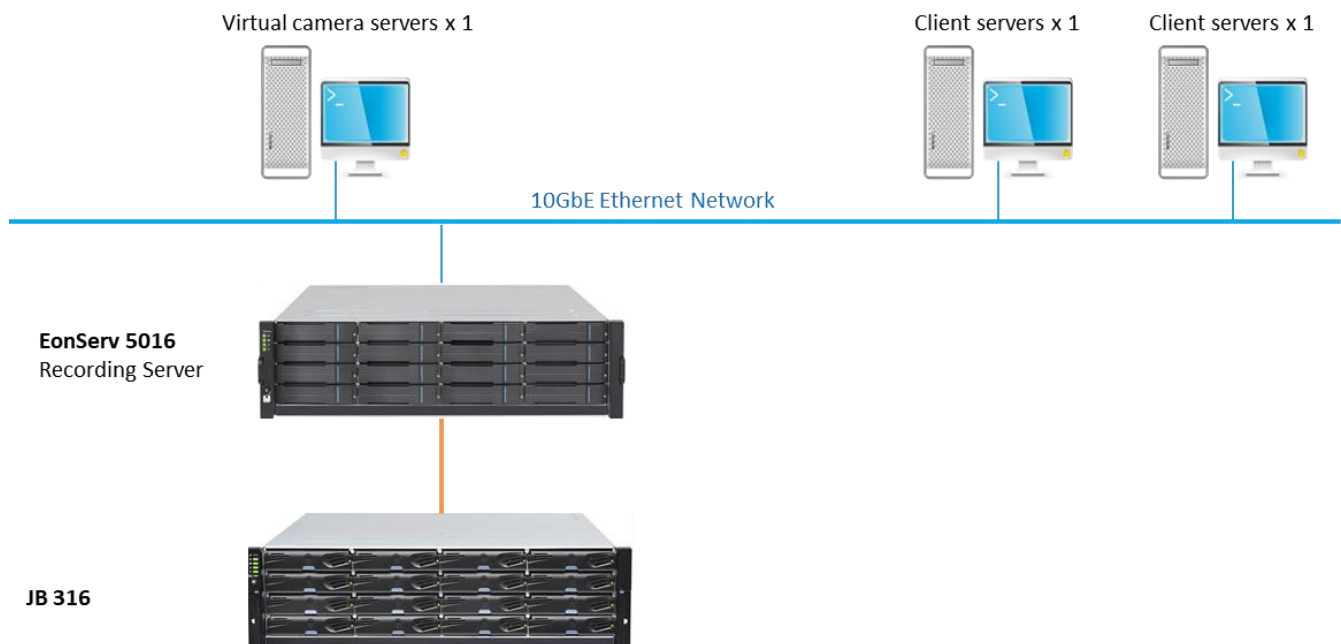 Virtual camera servers x 1
Client servers x 1
Client servers x 1
10GbE Ethernet Network
EonServ 5016
Recording Server
JB 316